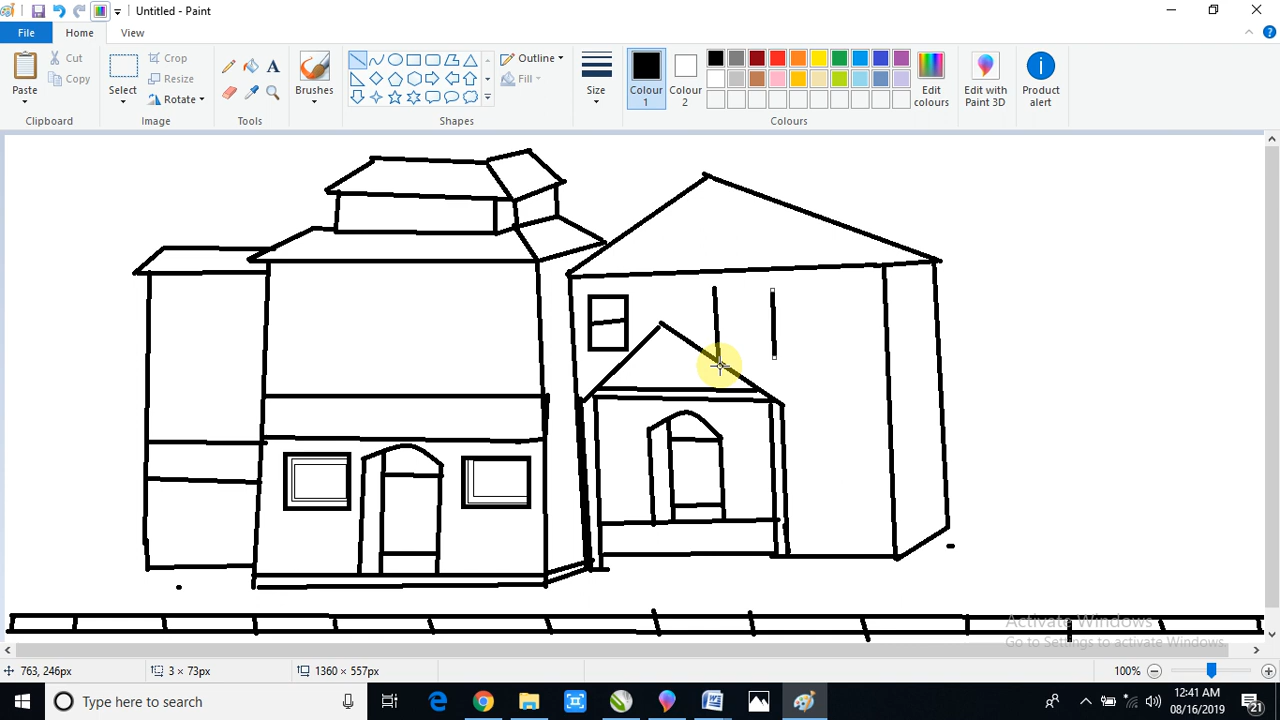 Untitled - Paint
File
Home
View
Paste
Cut
Copy
Clipboard
Select
Crop
Resize
Rotate
Image
Tools
Brushes
Outline
Fill
Shapes
Size
Colour 1
Colour 2
Edit colours
Colours
Edit with Paint 3D
Product alert
Activate Windows
Go to Settings to activate Windows.
763, 246px
3 × 73px
1360 × 557px
100%
Type here to search
12:41 AM
08/16/2019
21